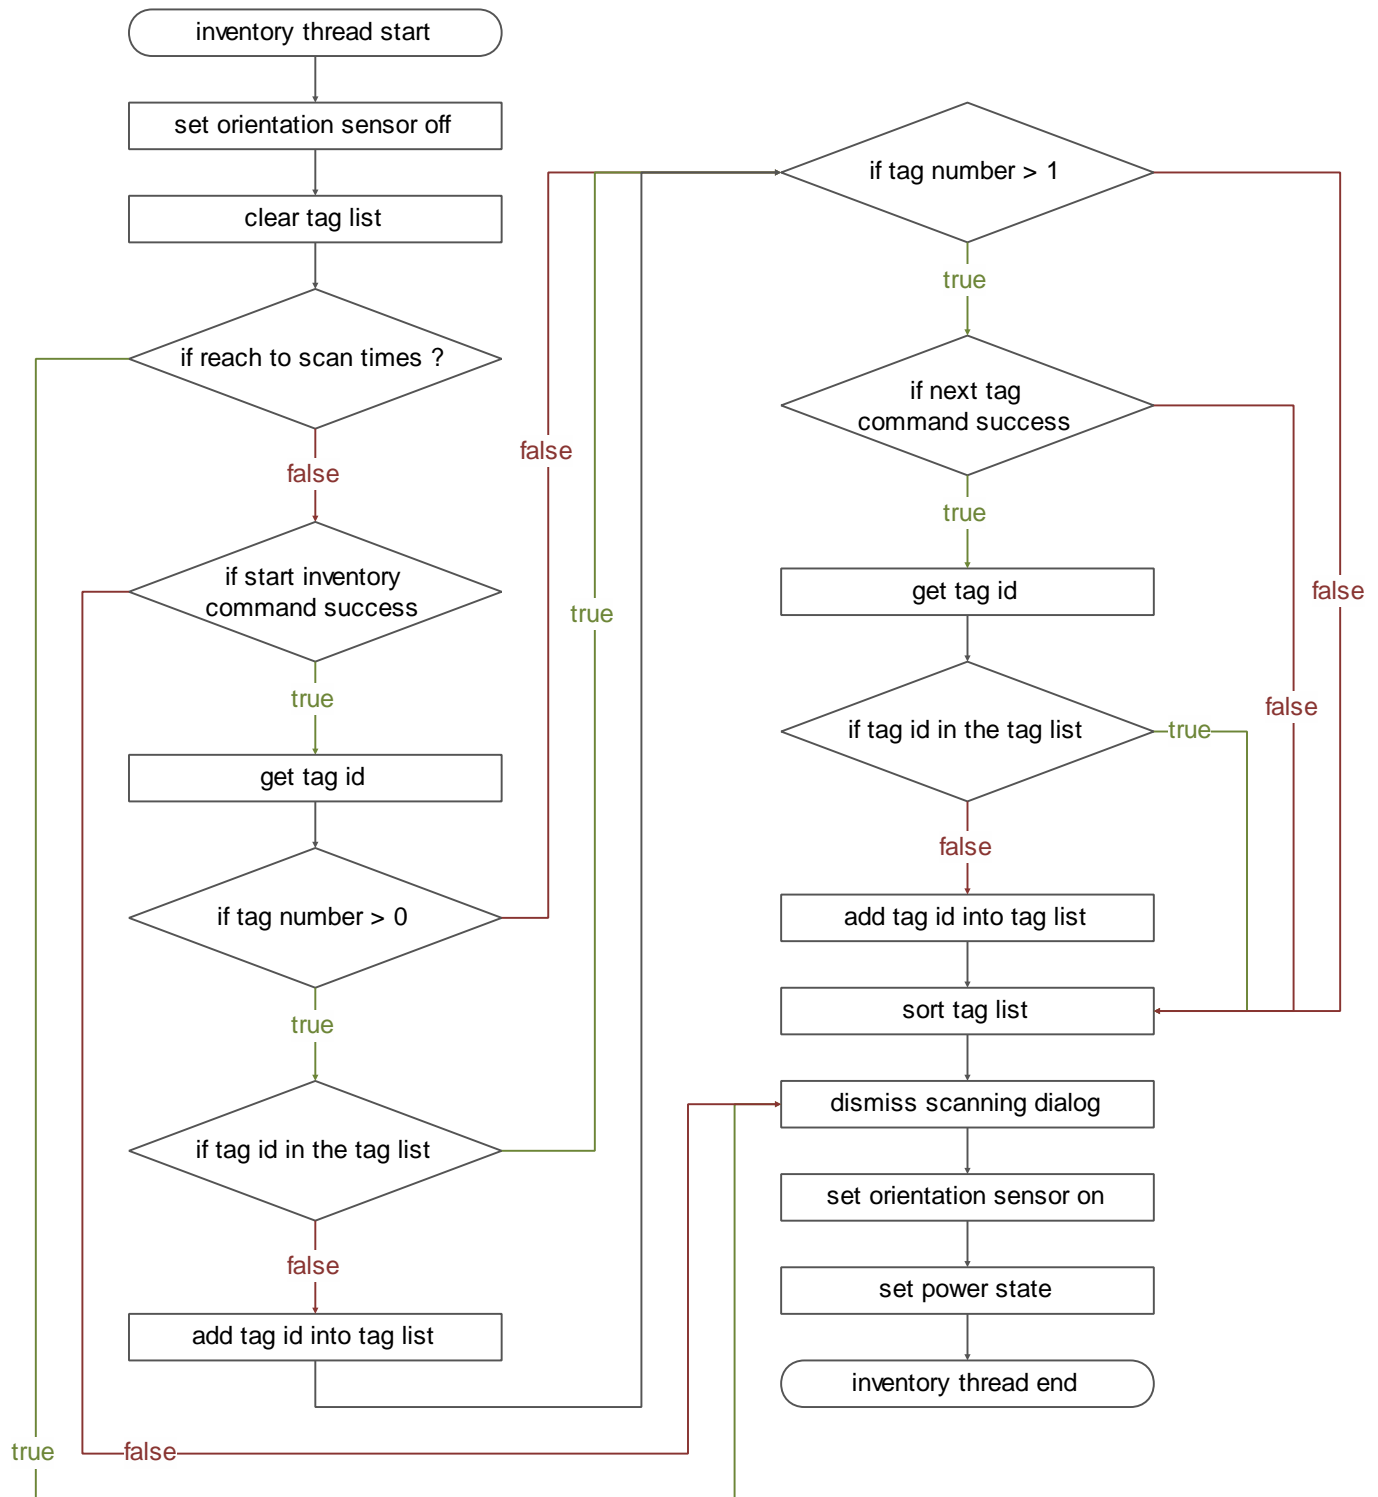 inventory thread start
set orientation sensor off
clear tag list
if reach to scan times ?
false
true
if start inventory
command success
true
false
get tag id
if tag number > 0
false
true
if tag id in the tag list
true
false
add tag id into tag list
if tag number > 1
true
false
if next tag
command success
true
false
get tag id
if tag id in the tag list
true
false
add tag id into tag list
sort tag list
dismiss scanning dialog
set orientation sensor on
set power state
inventory thread end